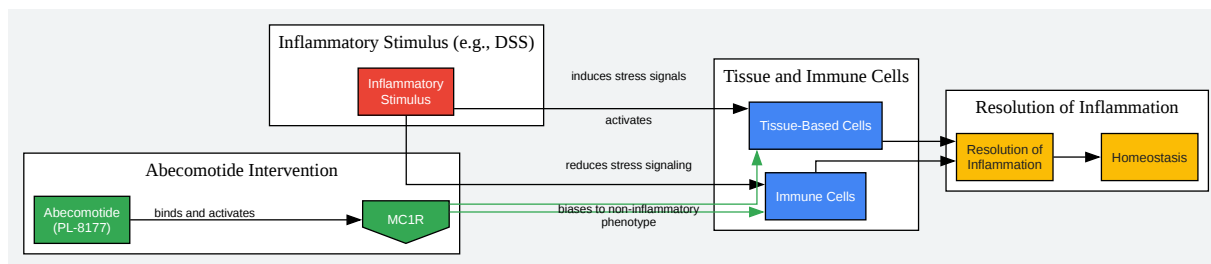 Inflammatory Stimulus (e.g., DSS)
Inflammatory
Stimulus
induces stress signals
activates
Tissue and Immune Cells
Tissue-Based Cells
Immune Cells
Resolution of Inflammation
Resolution of
Inflammation
Homeostasis
Abecomotide Intervention
Abecomotide
(PL-8177)
binds and activates
MC1R
reduces stress signaling
biases to non-inflammatory
phenotype